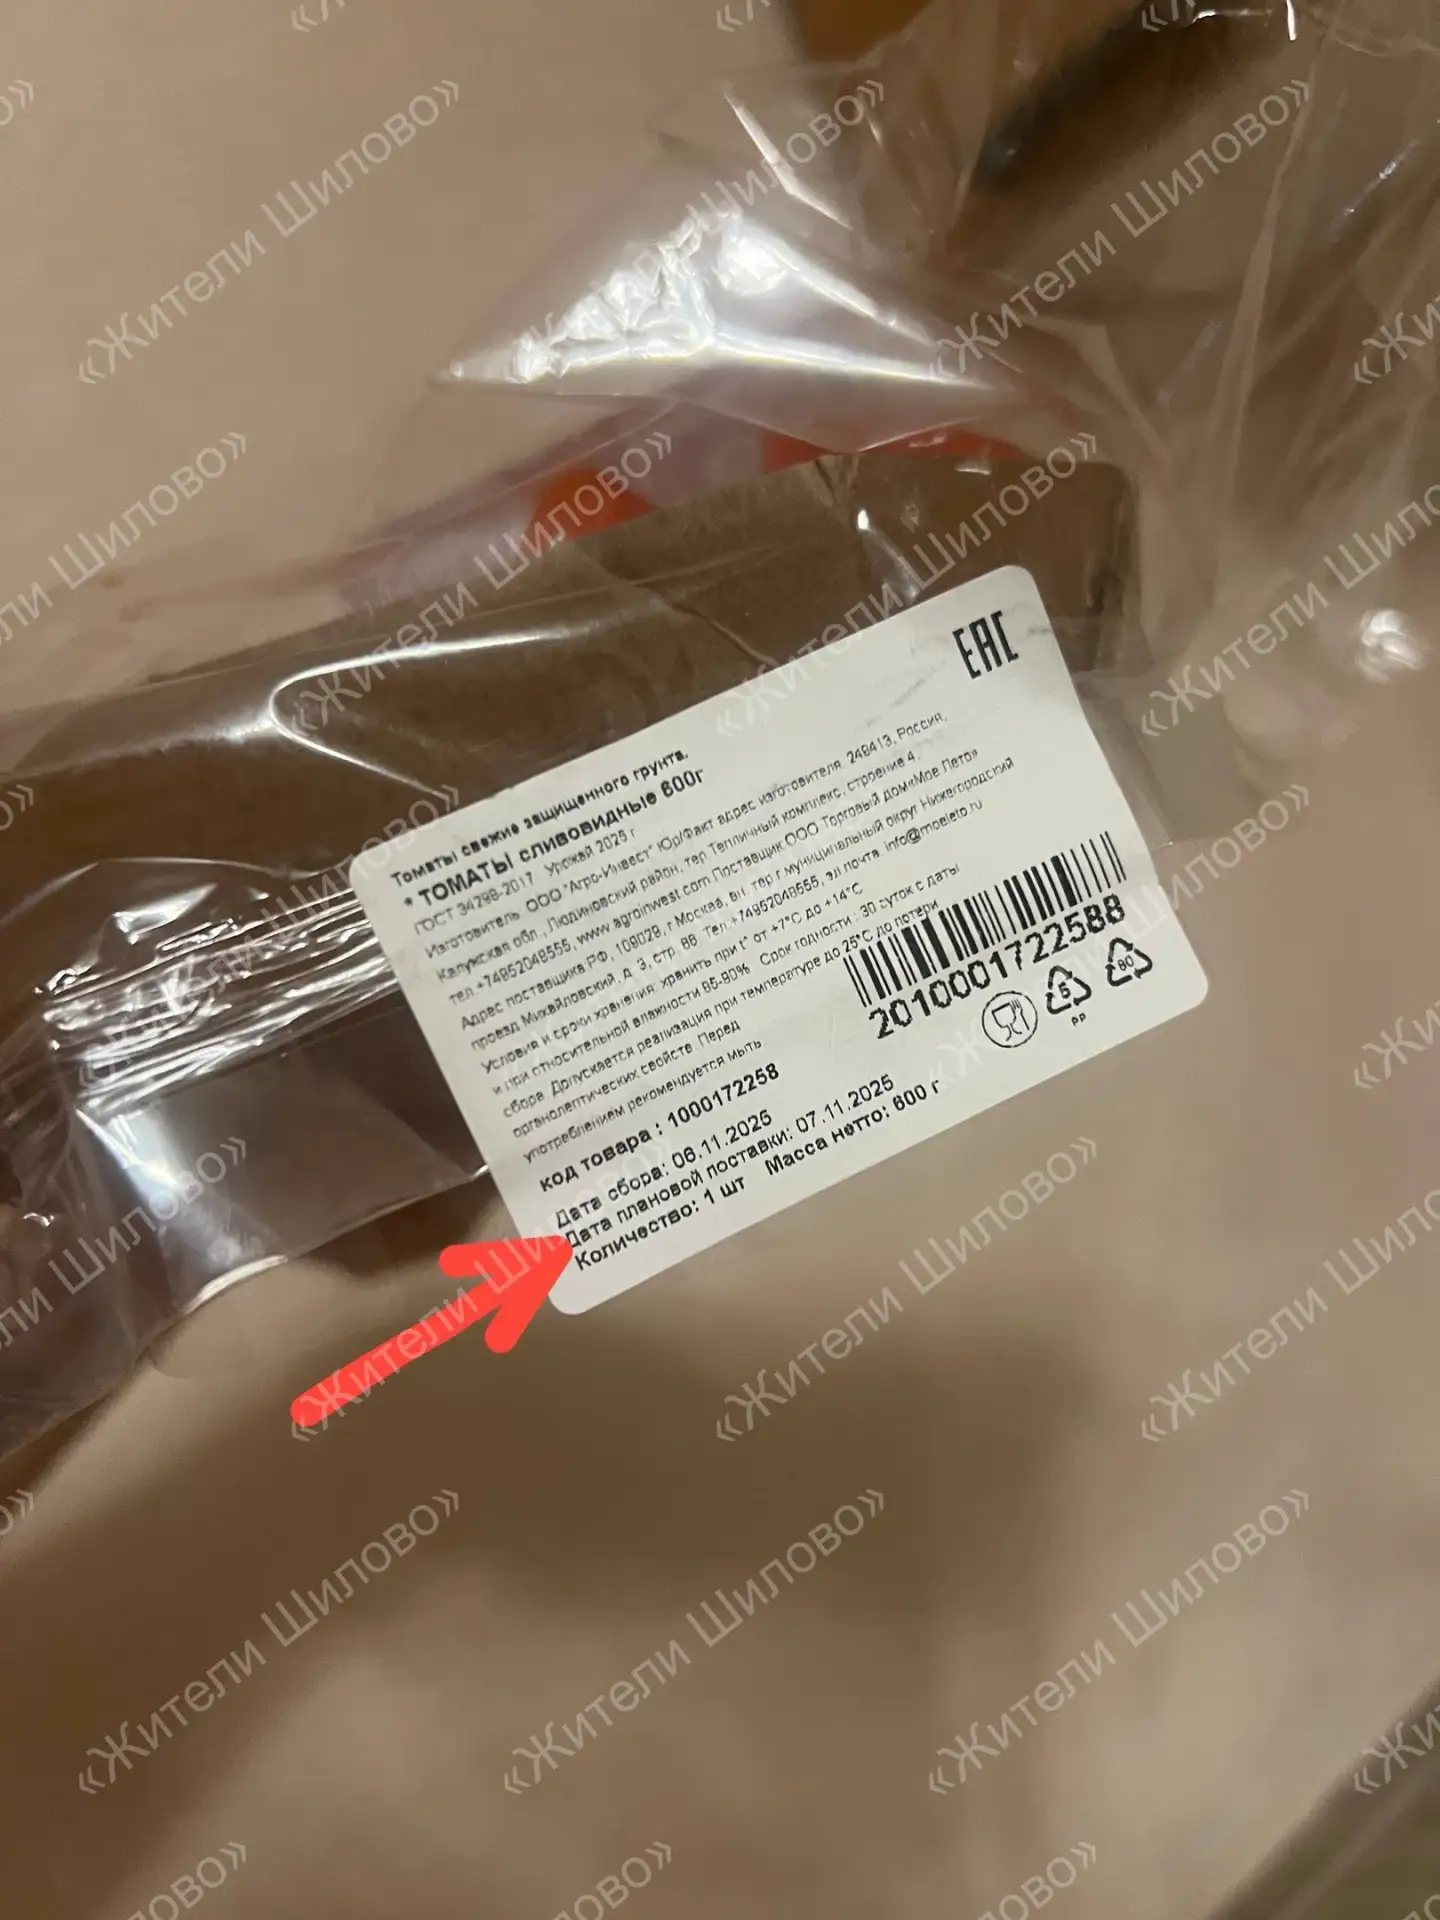 ЕАС
Томаты свежие защищенного грунта.
* ТОМАТЫ сливовидные 600г
ГОСТ 34298-2017 Урожай 2025 г
Изготовитель ООО "Агро-Инвест" Юр/Факт адрес изготовителя 249413, Россия,
Калужская обл., Людиновский район, тер Тепличный комплекс, строение 4,
тел.+74952048555, www.agroinwest.com Поставщик ООО Торговый дом«Мое Лето»
Адрес поставщика РФ, 109029, г Москва, вн. тер г муниципальный округ Нижегородский
проезд Михайловский, д. 3, стр. 66 Тел.+74952048555, эл почта info@moeleto.ru
Условия и сроки хранения: хранить при t° от +7°С до +14°С
и при относительной влажности 85-90% Срок годности : 30 суток с даты
сбора Допускается реализация при температуре до 25°С до потери
органолептических свойств. Перед
употреблением рекомендуется мыть
2010001722588
5
PP
код товара : 1000172258
Дата сбора: 06.11.2025
Дата плановой поставки: 07.11.2025
Количество: 1 шт Масса нетто: 600 г
«Жители Шилово»